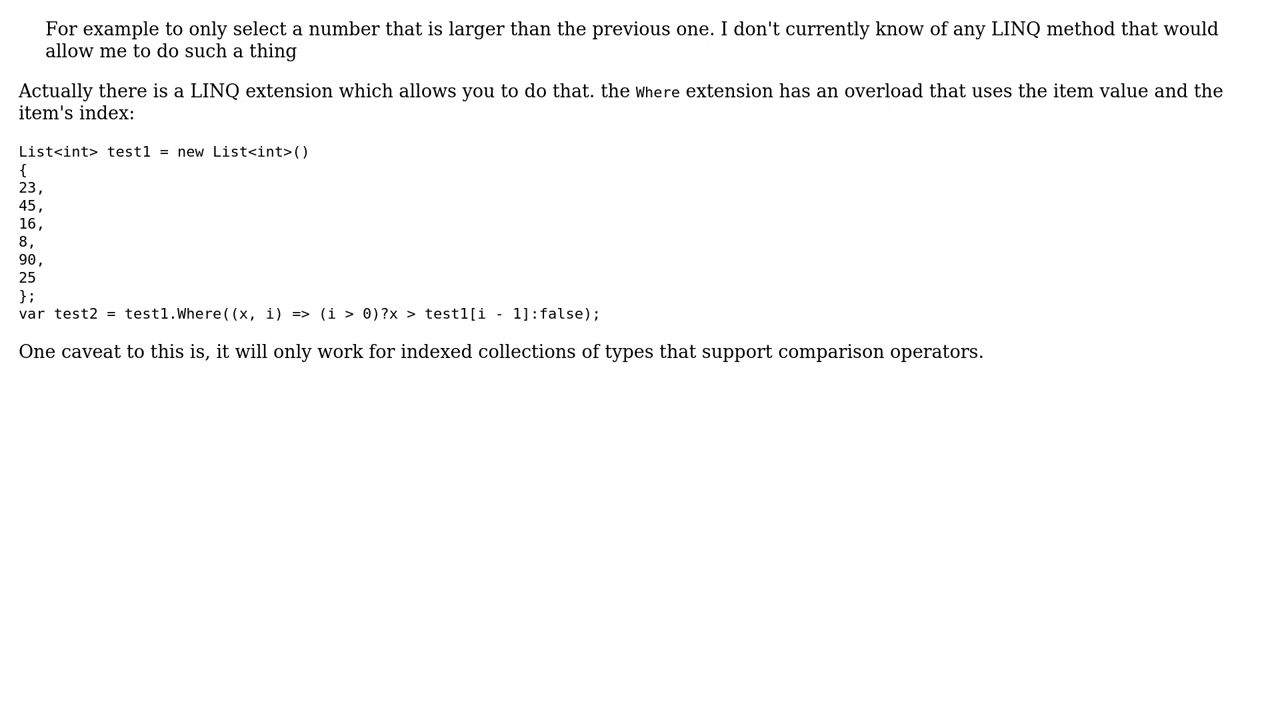 For example to only select a number that is larger than the previous one. I don't currently know of any LINQ method that would
allow me to do such a thing
Actually there is a LINQ extension which allows you to do that. the Where extension has an overload that uses the item value and the
item's index:
List<int> test1 = new List<int>()
{
23,
45,
16,
8,
90,
25
};
var test2 = test1.Where((x, i) => (i > 0)?x > test1[i - 1]:false);
One caveat to this is, it will only work for indexed collections of types that support comparison operators.